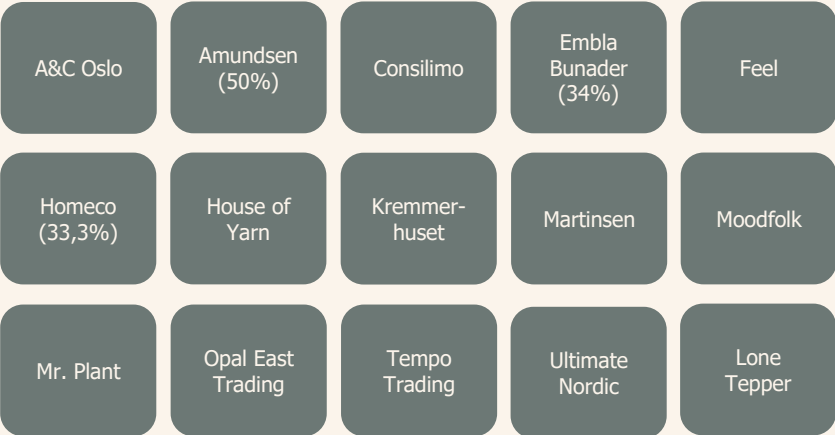 A&C Oslo
Amundsen
(50%)
Consilimo
Embla
Bunader
(34%)
Feel
Homeco
(33,3%)
House of
Yarn
Kremmer-
huset
Martinsen
Moodfolk
Mr. Plant
Opal East
Trading
Tempo
Trading
Ultimate
Nordic
Lone
Tepper